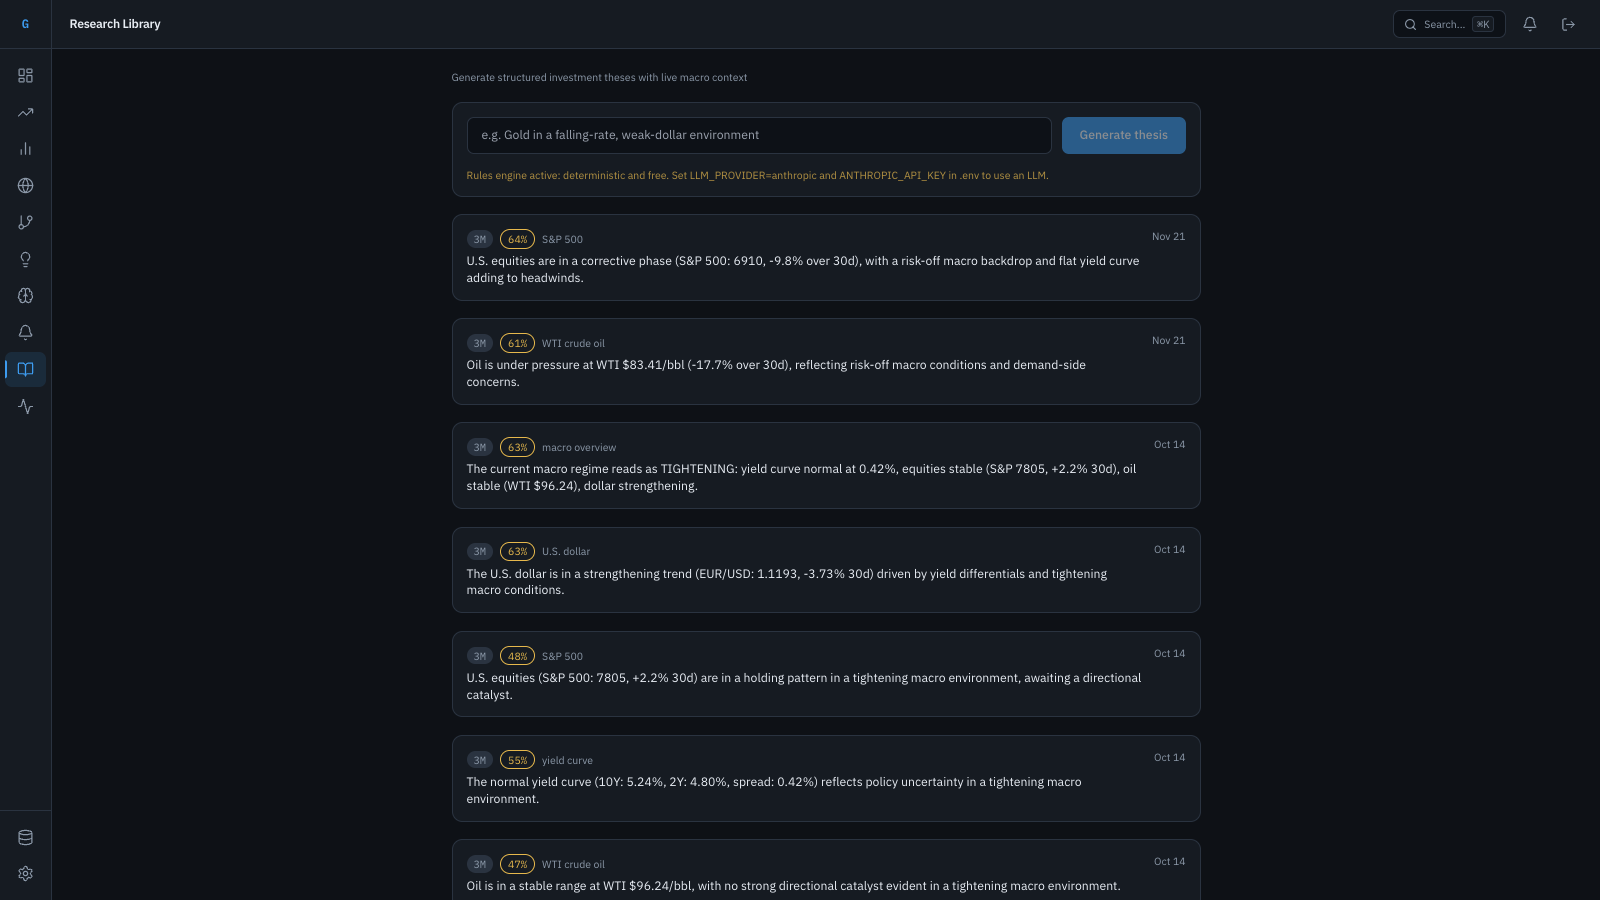 G
Research Library
Search... ⌘K
Generate structured investment theses with live macro context
e.g. Gold in a falling-rate, weak-dollar environment
Generate thesis
Rules engine active: deterministic and free. Set LLM_PROVIDER=anthropic and ANTHROPIC_API_KEY in .env to use an LLM.
3M 64% S&P 500 Nov 21
U.S. equities are in a corrective phase (S&P 500: 6910, -9.8% over 30d), with a risk-off macro backdrop and flat yield curve
adding to headwinds.
3M 61% WTI crude oil Nov 21
Oil is under pressure at WTI $83.41/bbl (-17.7% over 30d), reflecting risk-off macro conditions and demand-side
concerns.
3M 63% macro overview Oct 14
The current macro regime reads as TIGHTENING: yield curve normal at 0.42%, equities stable (S&P 7805, +2.2% 30d), oil
stable (WTI $96.24), dollar strengthening.
3M 63% U.S. dollar Oct 14
The U.S. dollar is in a strengthening trend (EUR/USD: 1.1193, -3.73% 30d) driven by yield differentials and tightening
macro conditions.
3M 48% S&P 500 Oct 14
U.S. equities (S&P 500: 7805, +2.2% 30d) are in a holding pattern in a tightening macro environment, awaiting a directional
catalyst.
3M 55% yield curve Oct 14
The normal yield curve (10Y: 5.24%, 2Y: 4.80%, spread: 0.42%) reflects policy uncertainty in a tightening macro
environment.
3M 47% WTI crude oil Oct 14
Oil is in a stable range at WTI $96.24/bbl, with no strong directional catalyst evident in a tightening macro environment.